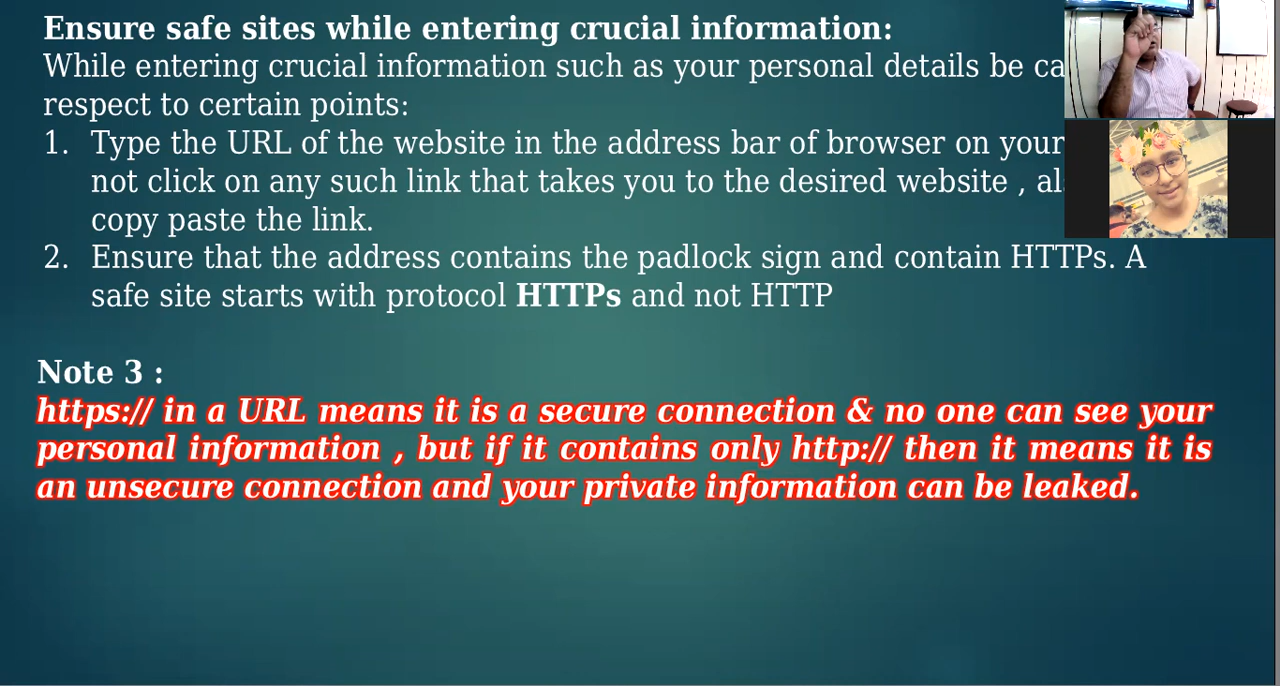 Ensure safe sites while entering crucial information:
While entering crucial information such as your personal details be
respect to certain points:
1. Type the URL of the website in the address bar of browser on your
not click on any such link that takes you to the desired website ,
copy paste the link.
2. Ensure that the address contains the padlock sign and contain HTTPs. A
safe site starts with protocol HTTPs and not HTTP
Note 3 :
https:// in a URL means it is a secure connection & no one can see your
personal information , but if it contains only http:// then it means it is
an unsecure connection and your private information can be leaked.